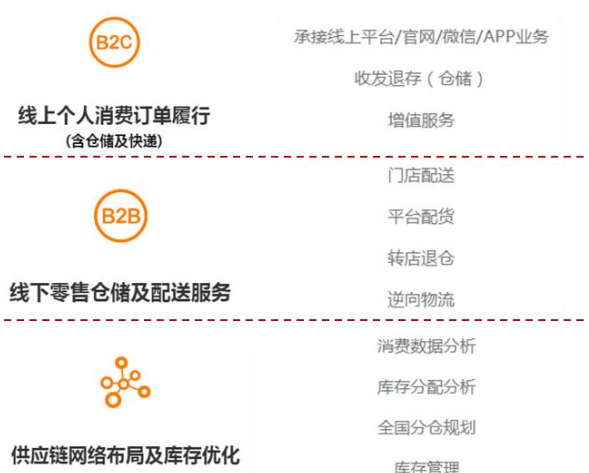 B2C
线上个人消费订单履行
(含仓储及快递)
承接线上平台/官网/微信/APP业务
收发退存（仓储）
增值服务
B2B
线下零售仓储及配送服务
门店配送
平台配货
转店退仓
逆向物流
供应链网络布局及库存优化
消费数据分析
库存分配分析
全国分仓规划
库存管理